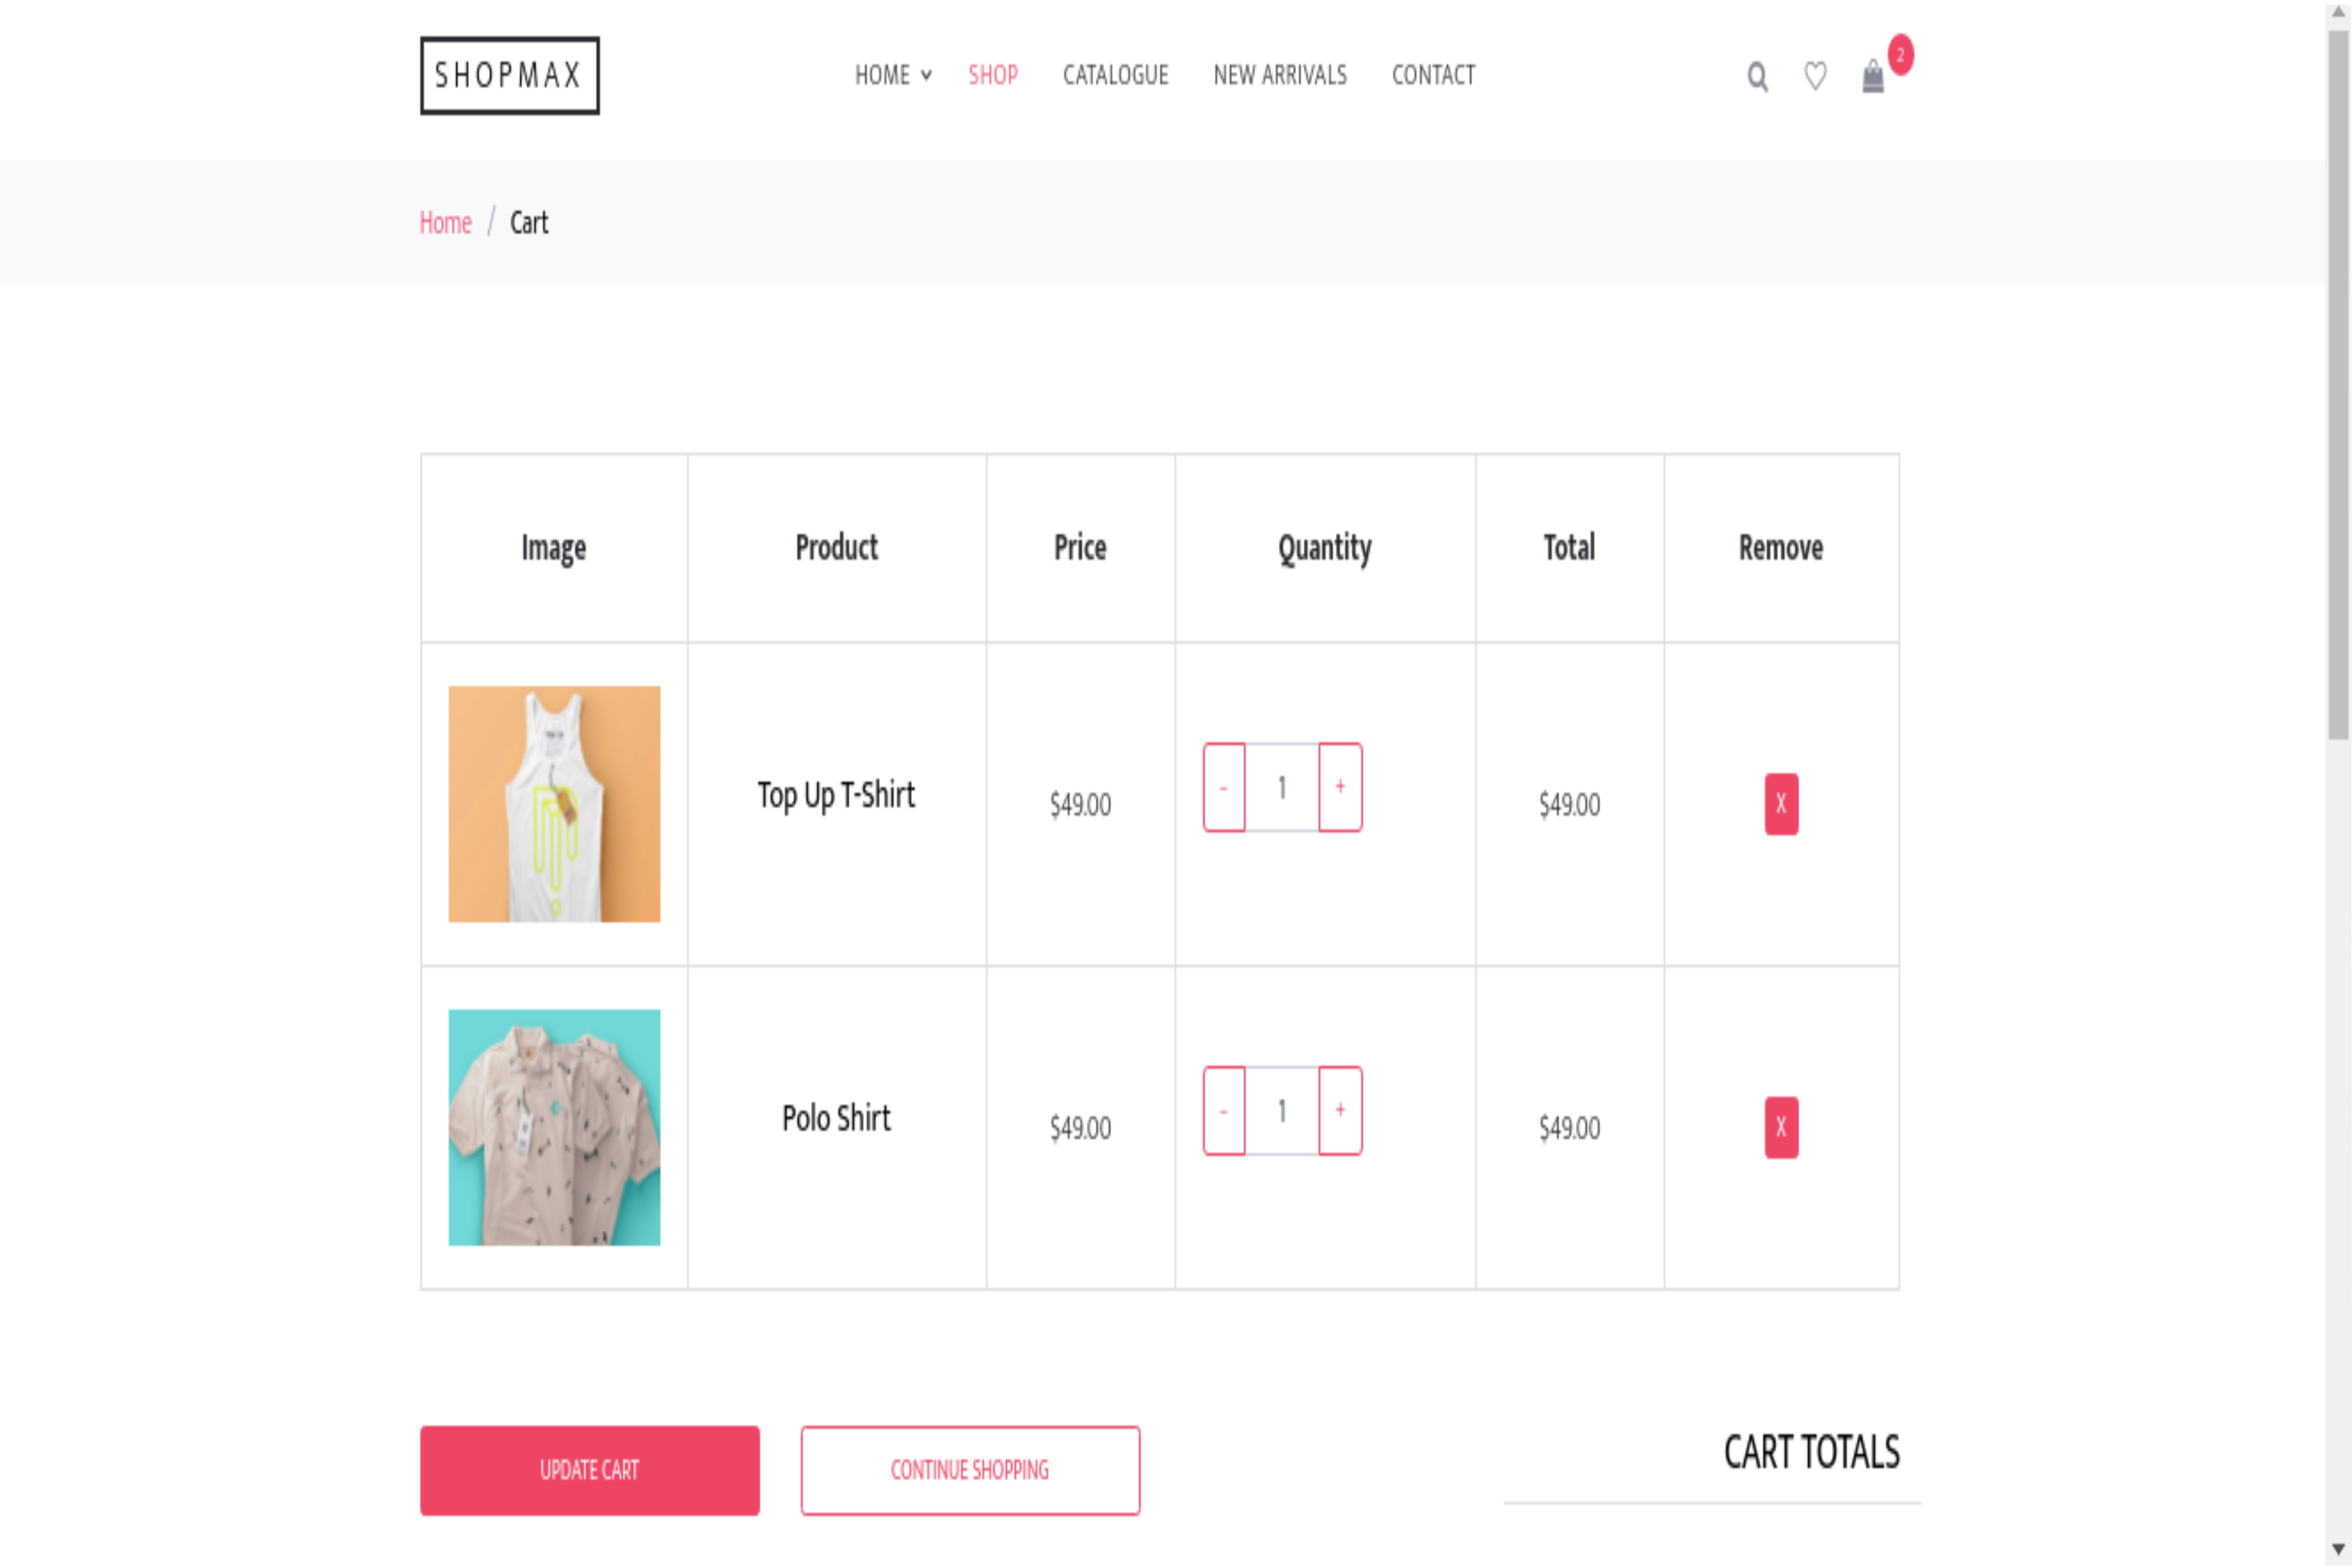 SHOPMAX
HOME SHOP CATALOGUE NEW ARRIVALS CONTACT
2
Home / Cart
Image Product Price Quantity Total Remove
Top Up T-Shirt $49.00 - 1 + $49.00 X
Polo Shirt $49.00 - 1 + $49.00 X
UPDATE CART CONTINUE SHOPPING CART TOTALS